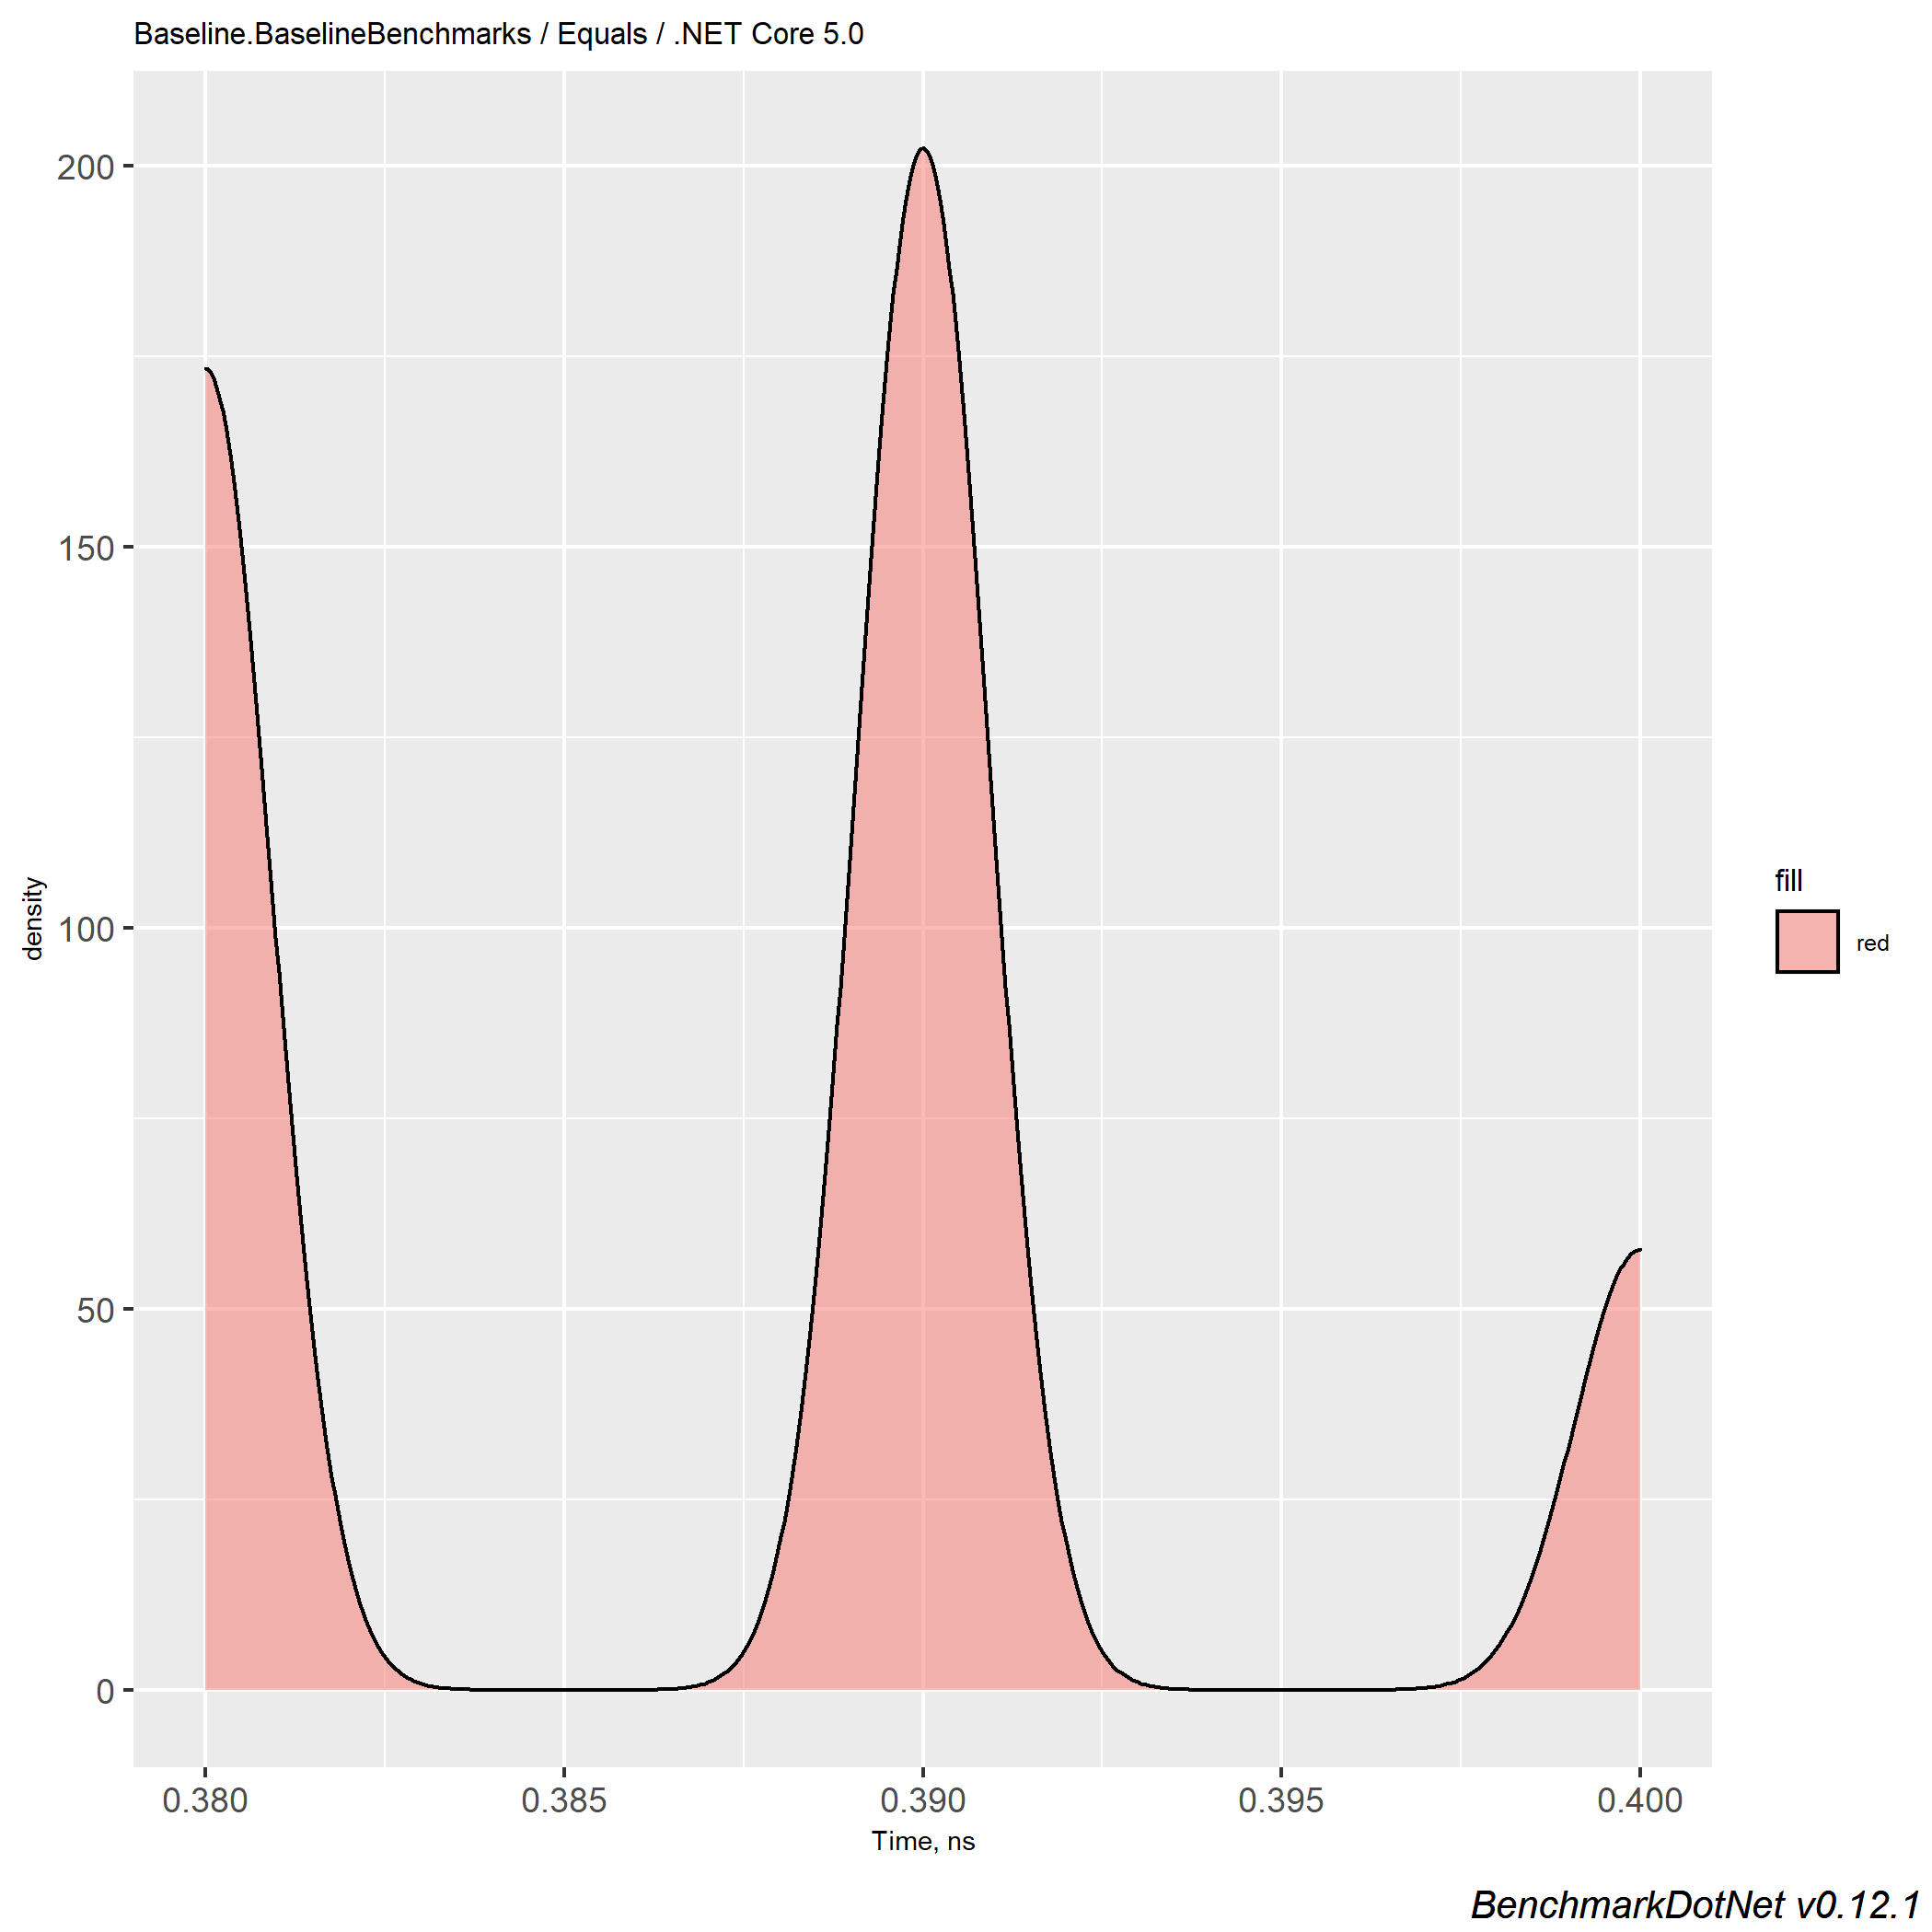 Baseline.BaselineBenchmarks / Equals / .NET Core 5.0
200
150
100
50
0
density
0.380 0.385 0.390 0.395 0.400
Time, ns
fill
red
BenchmarkDotNet v0.12.1